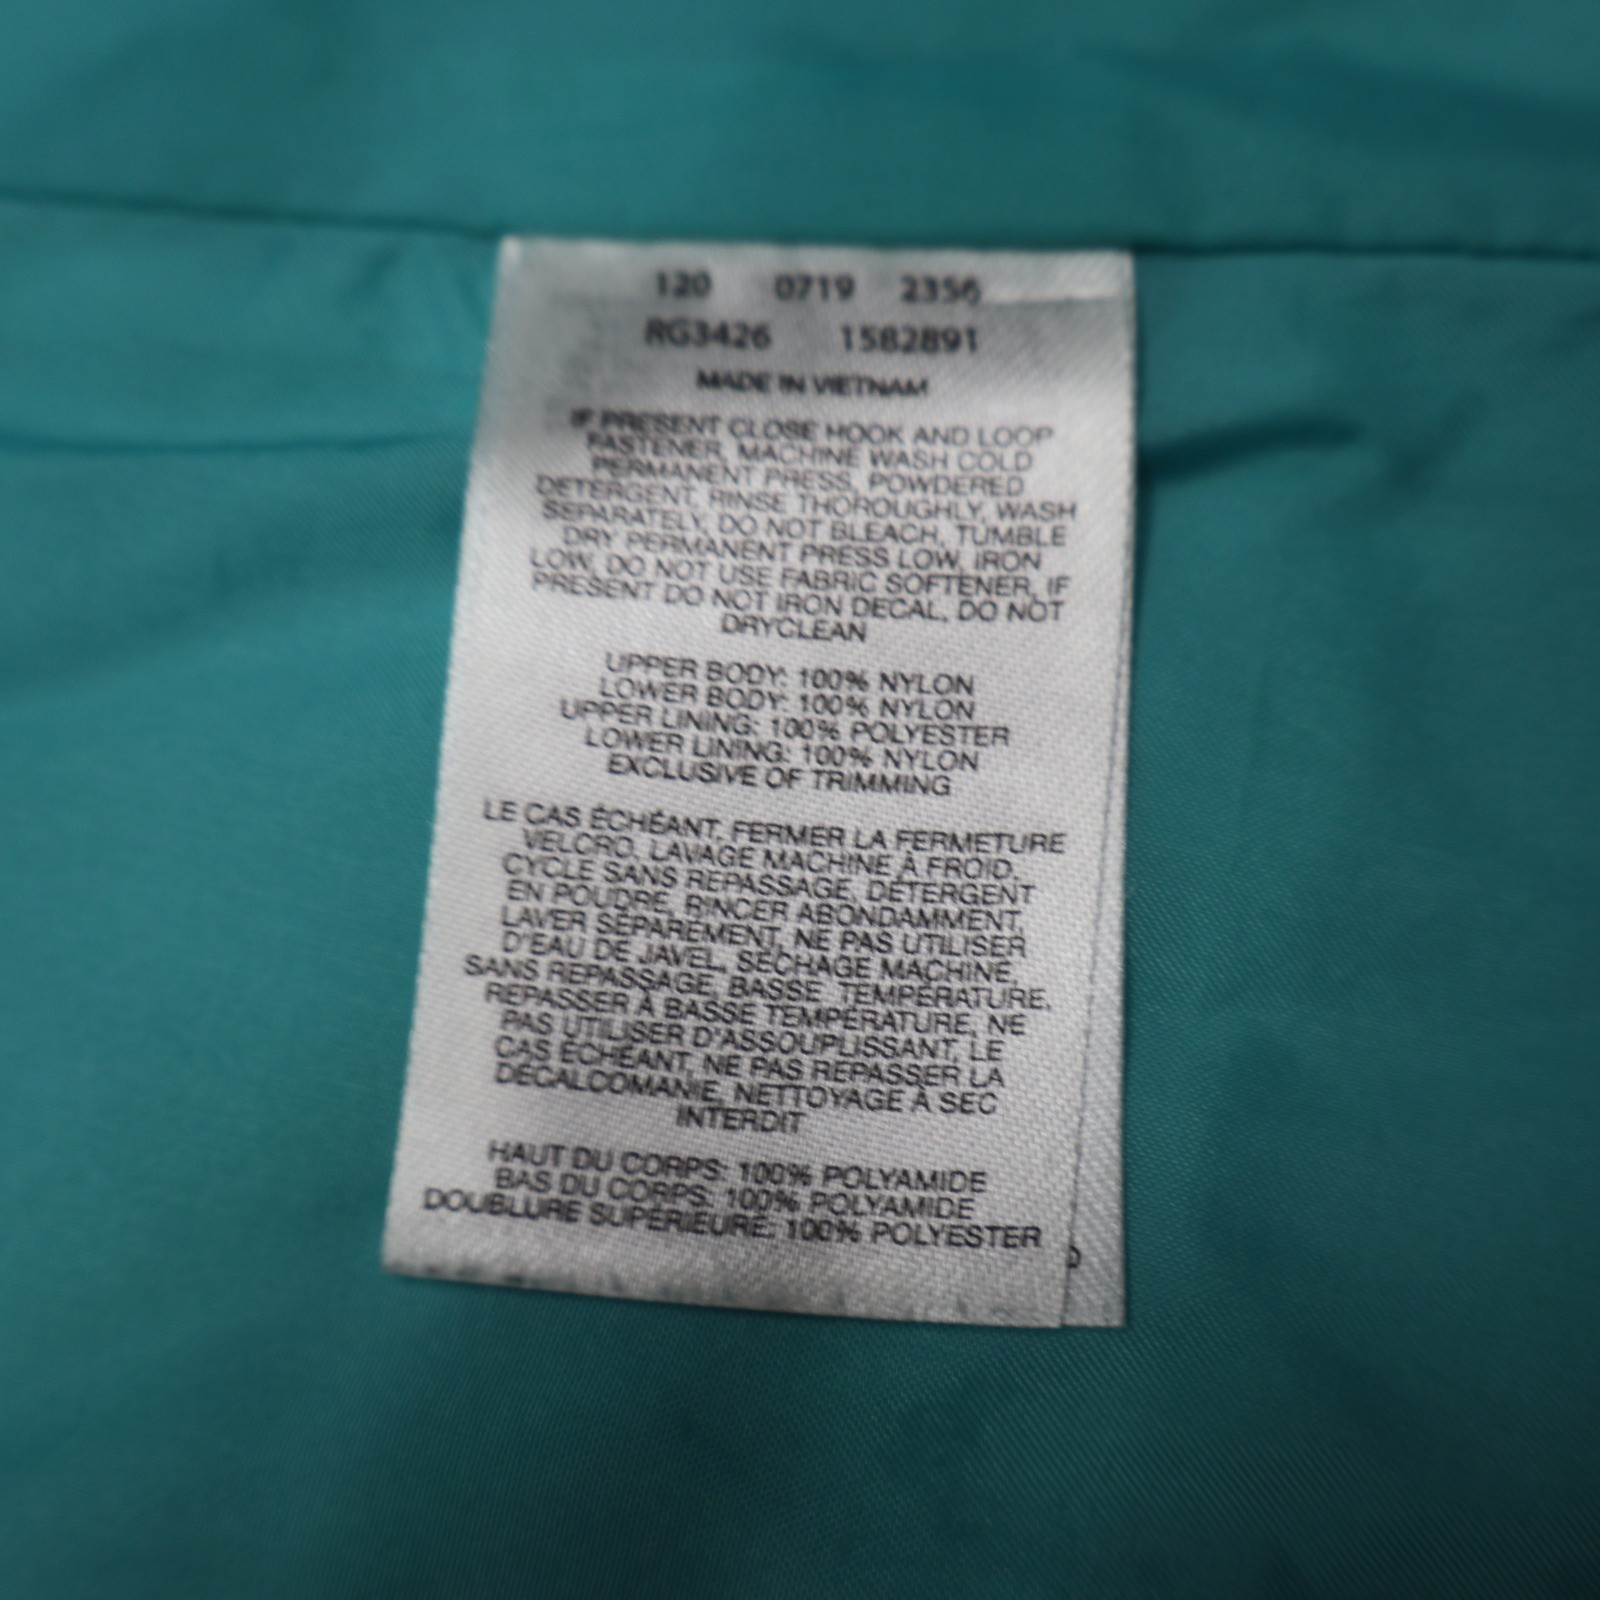 120 0719 2356
RG3426 1582891
MADE IN VIETNAM
IF PRESENT CLOSE HOOK AND LOOP
FASTENER, MACHINE WASH COLD
PERMANENT PRESS, POWDERED
DETERGENT, RINSE THOROUGHLY, WASH
SEPARATELY, DO NOT BLEACH, TUMBLE
DRY PERMANENT PRESS LOW, IRON
LOW, DO NOT USE FABRIC SOFTENER, IF
PRESENT DO NOT IRON DECAL, DO NOT
DRYCLEAN
UPPER BODY: 100% NYLON
LOWER BODY: 100% NYLON
UPPER LINING: 100% POLYESTER
LOWER LINING: 100% NYLON
EXCLUSIVE OF TRIMMING
LE CAS ÉCHÉANT, FERMER LA FERMETURE
VELCRO, LAVAGE MACHINE À FROID,
CYCLE SANS REPASSAGE, DÉTERGENT
EN POUDRE, RINCER ABONDAMMENT,
LAVER SÉPARÉMENT, NE PAS UTILISER
D'EAU DE JAVEL, SÉCHAGE MACHINE,
SANS REPASSAGE, BASSE TEMPÉRATURE,
REPASSER À BASSE TEMPÉRATURE, NE
PAS UTILISER D'ASSOUPLISSANT, LE
CAS ÉCHÉANT, NE PAS REPASSER LA
DÉCALCOMANIE, NETTOYAGE À SEC
INTERDIT
HAUT DU CORPS: 100% POLYAMIDE
BAS DU CORPS: 100% POLYAMIDE
DOUBLURE SUPÉRIEURE: 100% POLYESTER